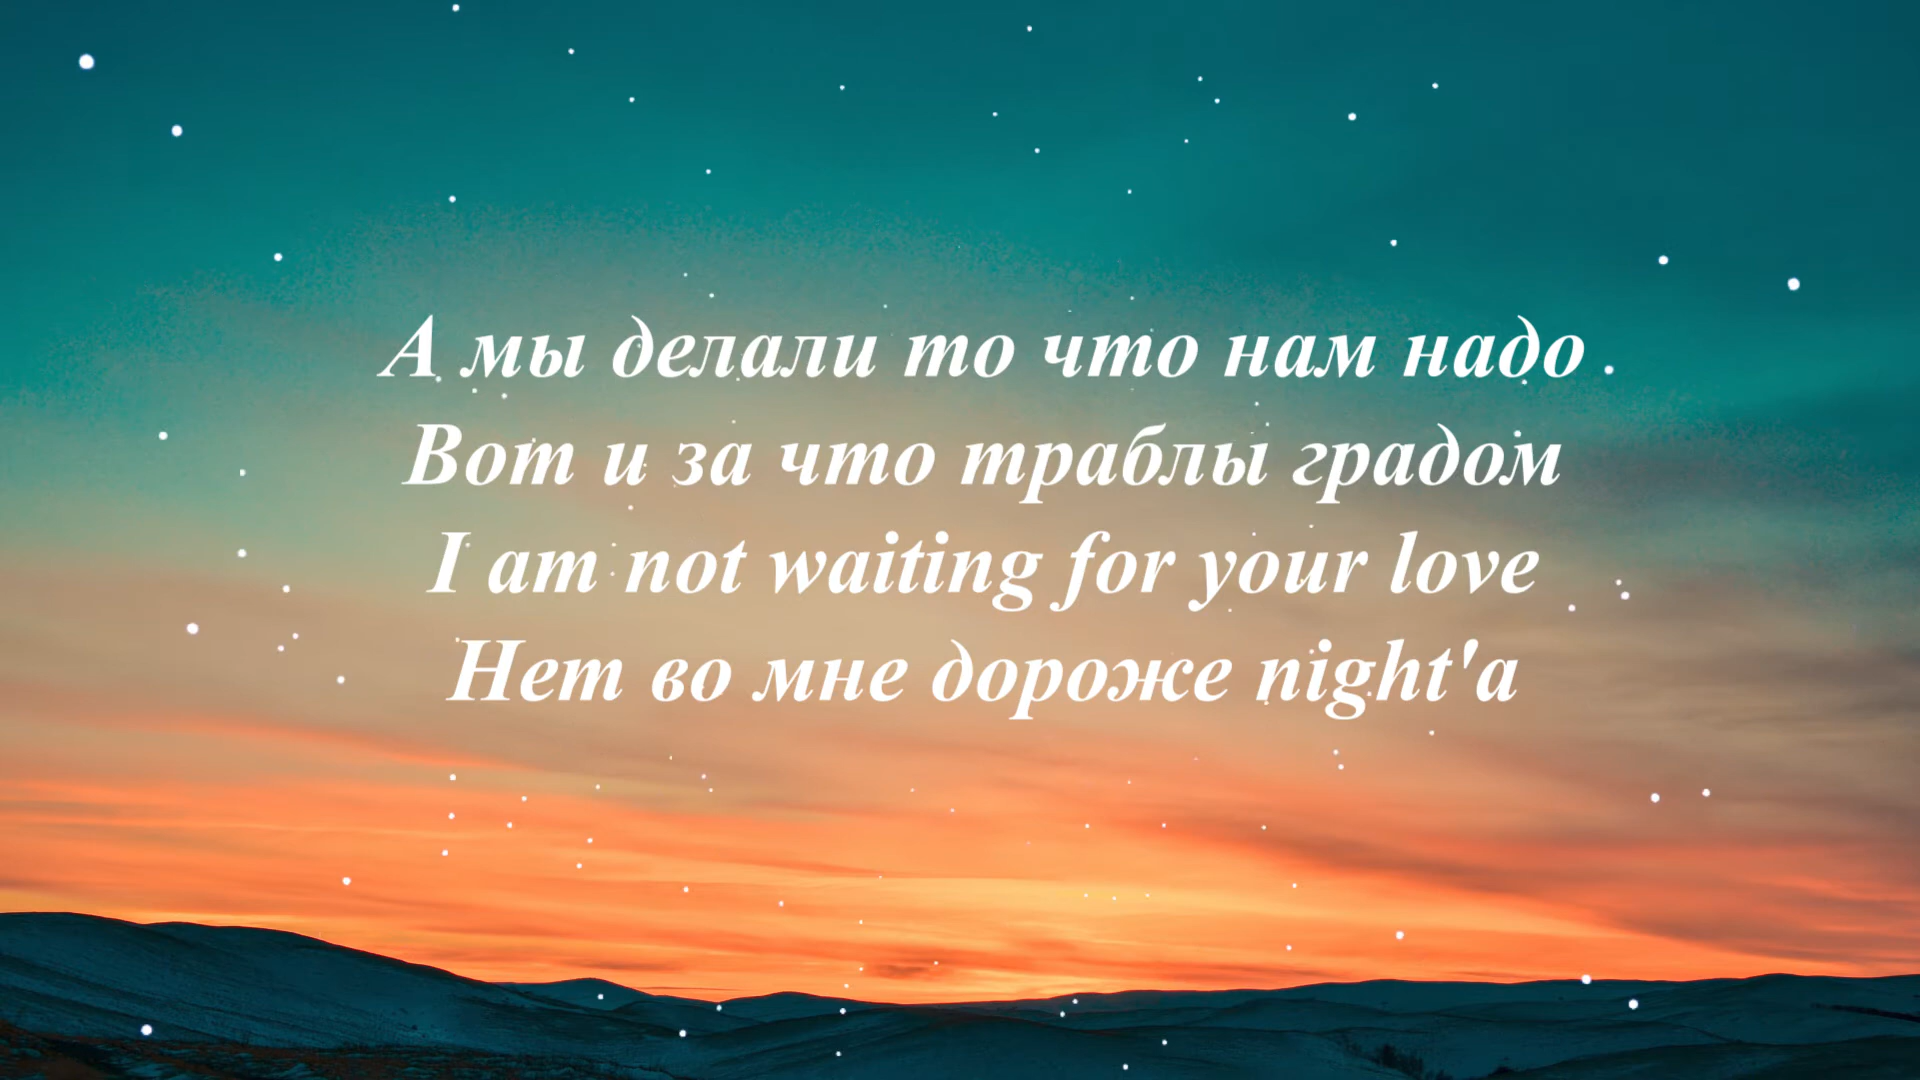 А мы делали то что нам надо
Вот и за что траблы градом
I am not waiting for your love
Нет во мне дороже night'а